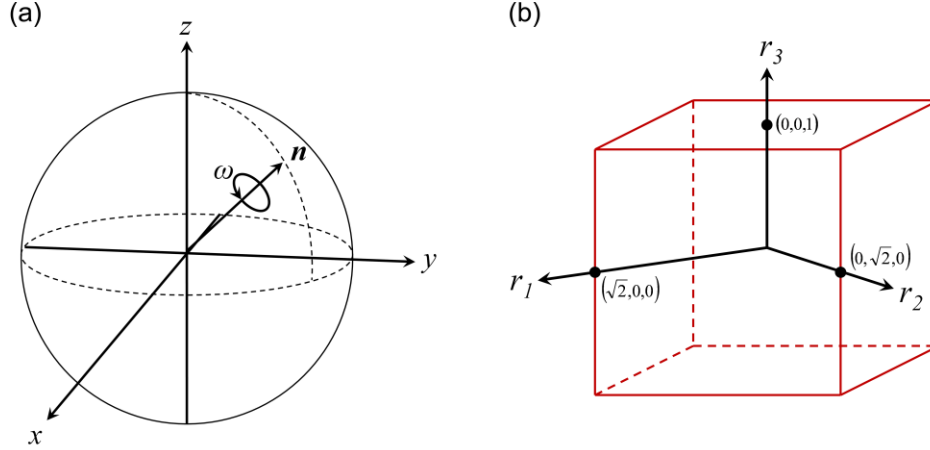 (a)
z
n
ω
y
x
(b)
r3
(0,0,1)
r1
(√2,0,0)
(0,√2,0)
r2